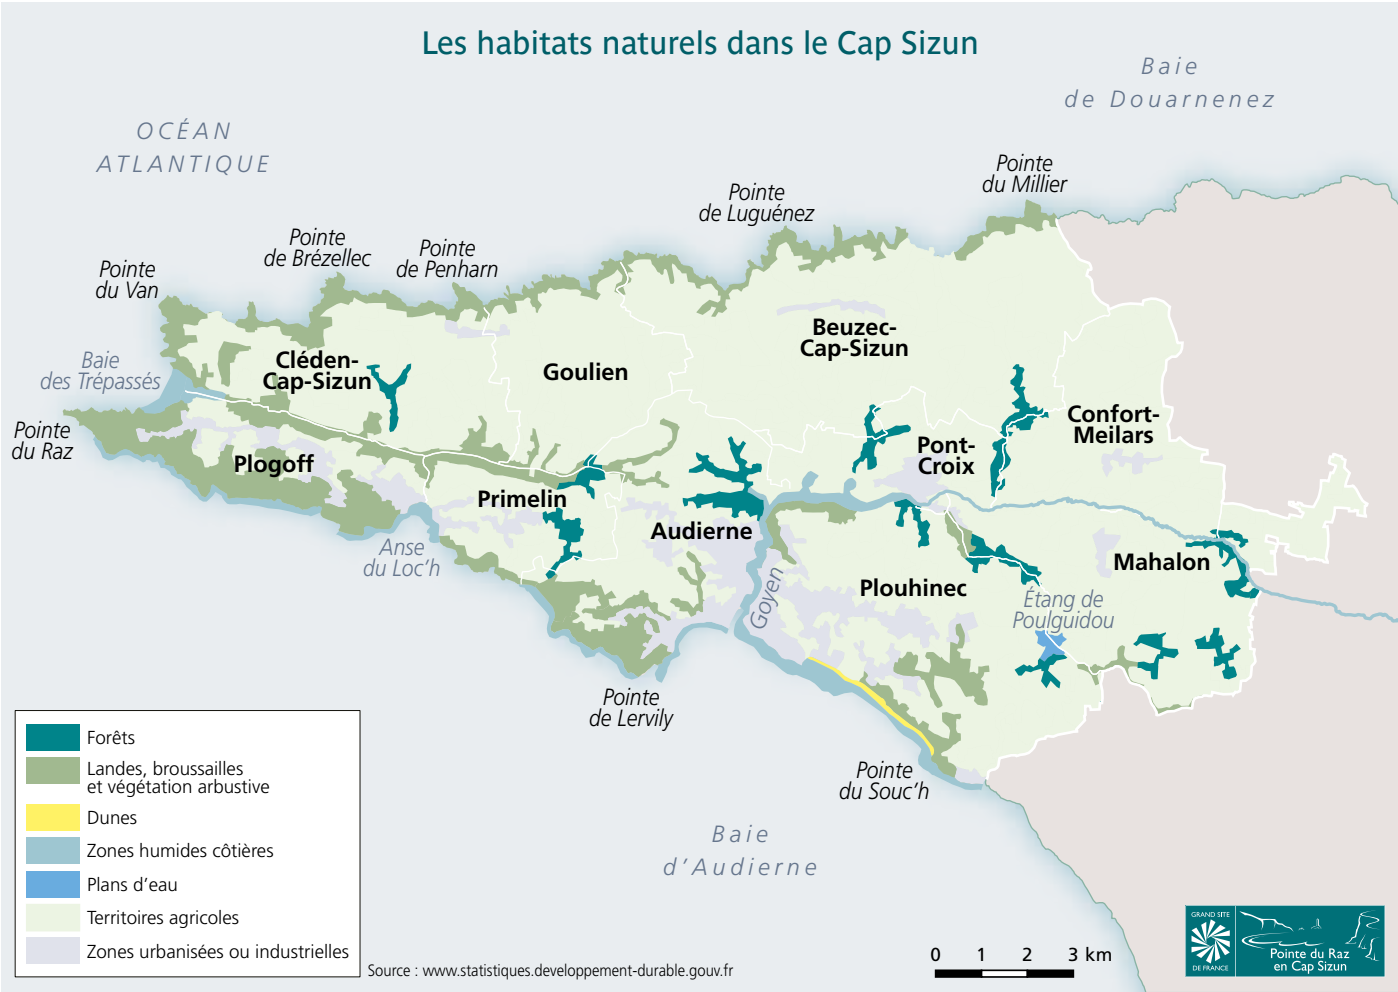 Les habitats naturels dans le Cap Sizun
Baie
de Douarnenez
OCÉAN
ATLANTIQUE
Pointe
du Millier
Pointe
de Luguénez
Pointe
de Brézellec
Pointe
de Penharn
Pointe
du Van
Beuzec-
Cap-Sizun
Cléden-
Cap-Sizun
Goulien
Baie
des Trépassés
Confort-
Meilars
Pointe
du Raz
Pont-
Croix
Plogoff
Primelin
Audierne
Anse
du Loc'h
Mahalon
Plouhinec
Goyen
Étang de
Poulguidou
Pointe
de Lervily
Pointe
du Souc'h
Baie
d'Audierne
Forêts
Landes, broussailles
et végétation arbustive
Dunes
Zones humides côtières
Plans d'eau
Territoires agricoles
Zones urbanisées ou industrielles
Source : www.statistiques.developpement-durable.gouv.fr
0 1 2 3 km
GRAND SITE
DE FRANCE
Pointe du Raz
en Cap Sizun